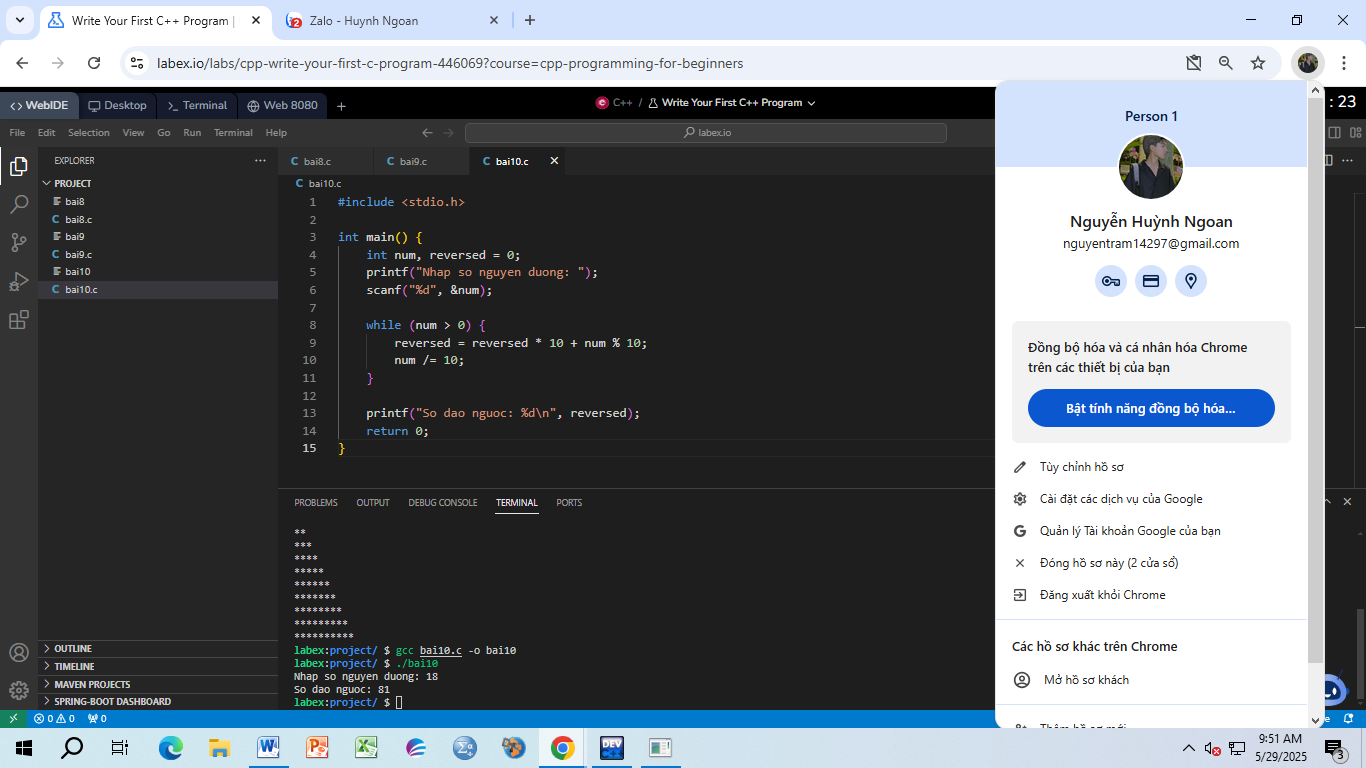 Write Your First C++ Program |
Zalo - Huynh Ngoan
labex.io/labs/cpp-write-your-first-c-program-446069?course=cpp-programming-for-beginners
WebIDE
Desktop
Terminal
Web 8080
C++ / Write Your First C++ Program
: 23
File Edit Selection View Go Run Terminal Help
labex.io
EXPLORER
PROJECT
bai8
bai8.c
bai9
bai9.c
bai10
bai10.c
OUTLINE
TIMELINE
MAVEN PROJECTS
SPRING-BOOT DASHBOARD
bai8.c
bai9.c
bai10.c
bai10.c
1 #include <stdio.h>
2
3 int main() {
4 int num, reversed = 0;
5 printf("Nhap so nguyen duong: ");
6 scanf("%d", &num);
7
8 while (num > 0) {
9 reversed = reversed * 10 + num % 10;
10 num /= 10;
11 }
12
13 printf("So dao nguoc: %d\n", reversed);
14 return 0;
15 }
PROBLEMS OUTPUT DEBUG CONSOLE TERMINAL PORTS
**
***
****
*****
******
*******
********
*********
**********
labex:project/ $ gcc bai10.c -o bai10
labex:project/ $ ./bai10
Nhap so nguyen duong: 18
So dao nguoc: 81
labex:project/ $
0 0 0
Person 1
Nguyễn Huỳnh Ngoan
nguyentram14297@gmail.com
Đồng bộ hóa và cá nhân hóa Chrome
trên các thiết bị của bạn
Bật tính năng đồng bộ hóa...
Tùy chỉnh hồ sơ
Cài đặt các dịch vụ của Google
Quản lý Tài khoản Google của bạn
Đóng hồ sơ này (2 cửa sổ)
Đăng xuất khỏi Chrome
Các hồ sơ khác trên Chrome
Mở hồ sơ khách
Thêm hồ sơ mới
9:51 AM
5/29/2025
3